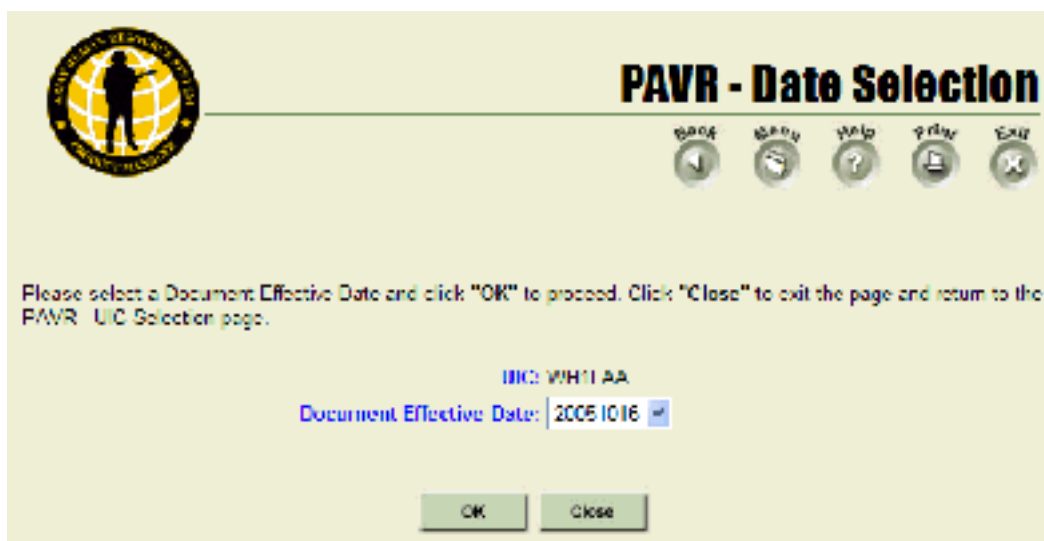 PAVR - Date Selection
Back Menu Help Print Exit
Please select a Document Effective Date and click "OK" to proceed. Click "Close" to exit the page and return to the
PAVR UIC Selection page.
UIC:
Document Effective Date: 20051016
OK Close